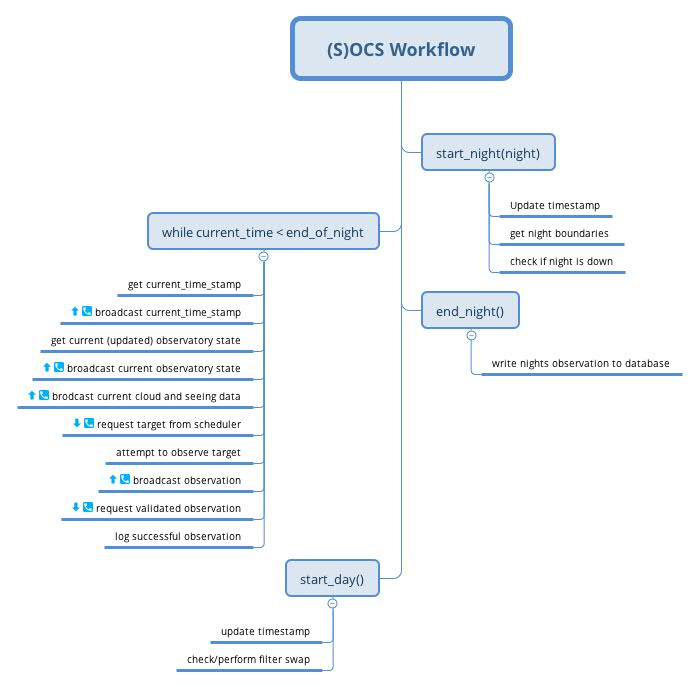 (S)OCS Workflow
start_night(night)
Update timestamp
get night boundaries
check if night is down
while current_time < end_of_night
get current_time_stamp
broadcast current_time_stamp
get current (updated) observatory state
broadcast current observatory state
brodcast current cloud and seeing data
request target from scheduler
attempt to observe target
broadcast observation
request validated observation
log successful observation
end_night()
write nights observation to database
start_day()
update timestamp
check/perform filter swap